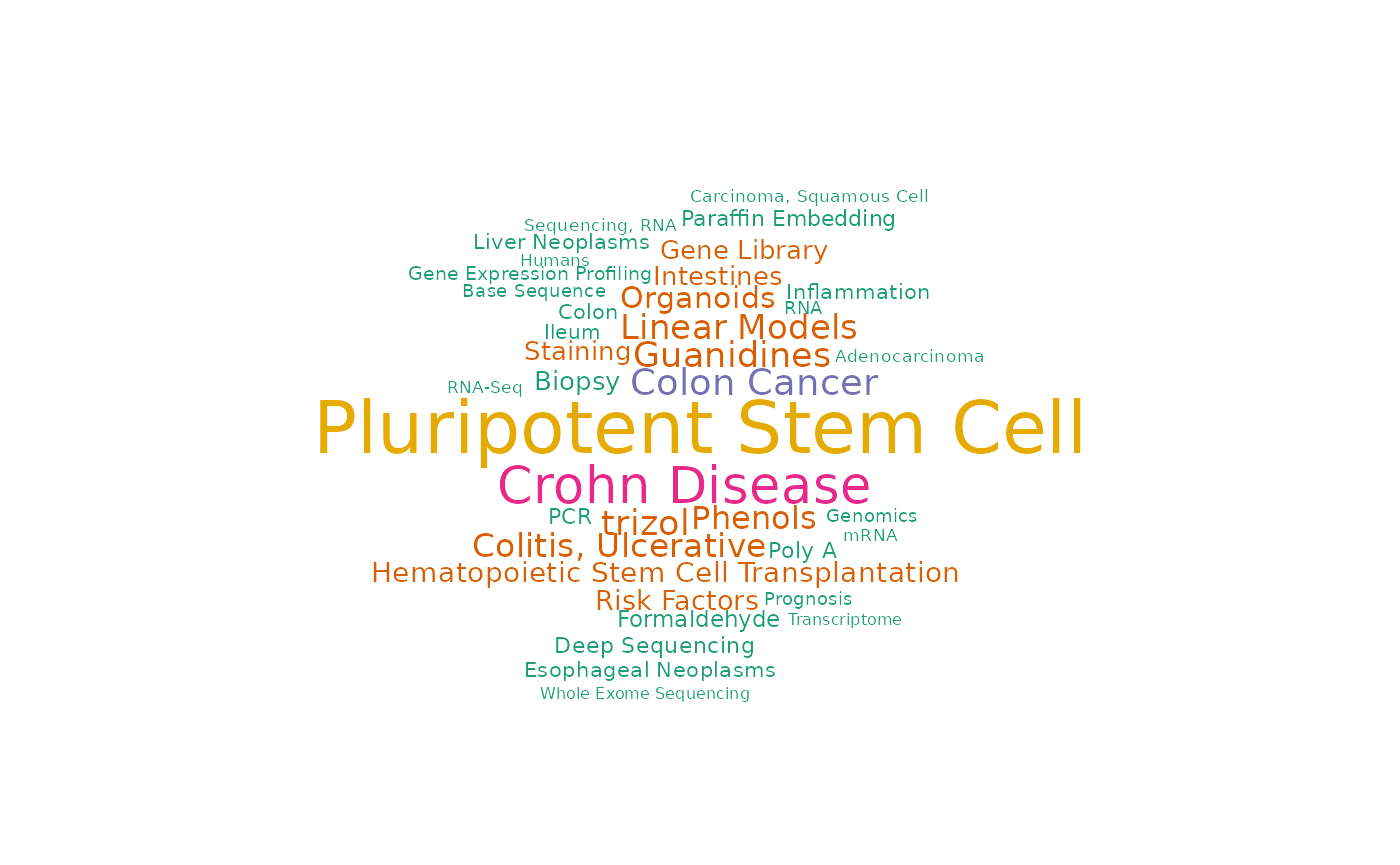 Carcinoma, Squamous Cell
Paraffin Embedding
Sequencing, RNA
Liver Neoplasms
Gene Library
Humans
Gene Expression Profiling
Intestines
Base Sequence
Organoids
Inflammation
RNA
Colon
Linear Models
Ileum
Staining
Guanidines
Adenocarcinoma
RNA-Seq
Biopsy
Colon Cancer
Pluripotent Stem Cell
Crohn Disease
PCR
trizol
Phenols
Genomics
mRNA
Colitis, Ulcerative
Poly A
Hematopoietic Stem Cell Transplantation
Risk Factors
Prognosis
Formaldehyde
Transcriptome
Deep Sequencing
Esophageal Neoplasms
Whole Exome Sequencing